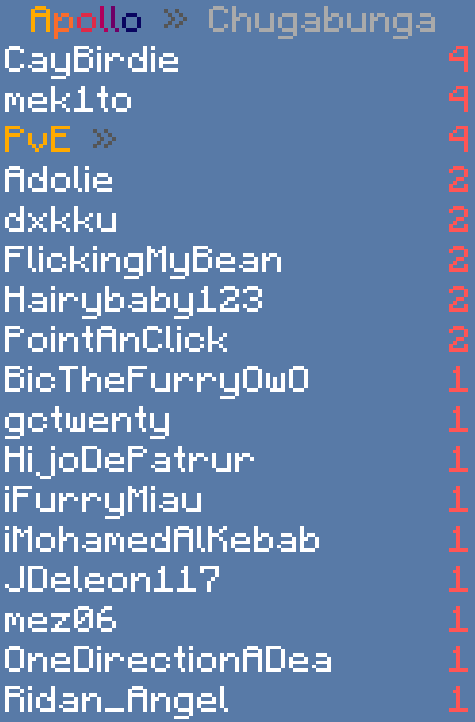 Apollo » Chugabunga
CayBirdie 4
mek1to 4
PvE » 4
Adolie 2
dxkku 2
FlickingMyBean 2
Hairybaby123 2
PointAnClick 2
BicTheFurryOwO 1
gctwenty 1
HijoDePatrur 1
iFurryMiau 1
iMohamedAlKebab 1
JDeleon117 1
mez06 1
OneDirectionADea 1
Ridan_Angel 1